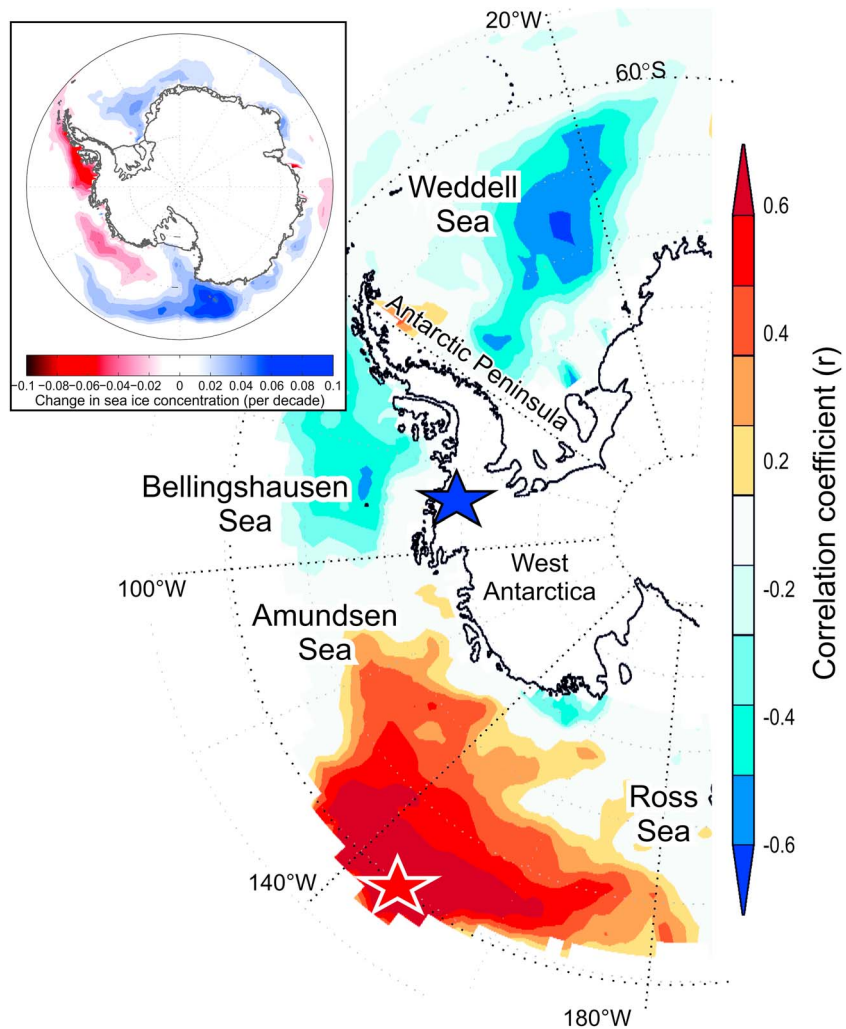 20°W
60°S
Weddell
Sea
Antarctic Peninsula
−0.1 −0.08−0.06−0.04−0.02 0 0.02 0.04 0.06 0.08 0.1
Change in sea ice concentration (per decade)
Bellingshausen
Sea
100°W
West
Antarctica
Amundsen
Sea
Ross
Sea
140°W
180°W
0.6
0.4
0.2
-0.2
-0.4
-0.6
Correlation coefficient (r)